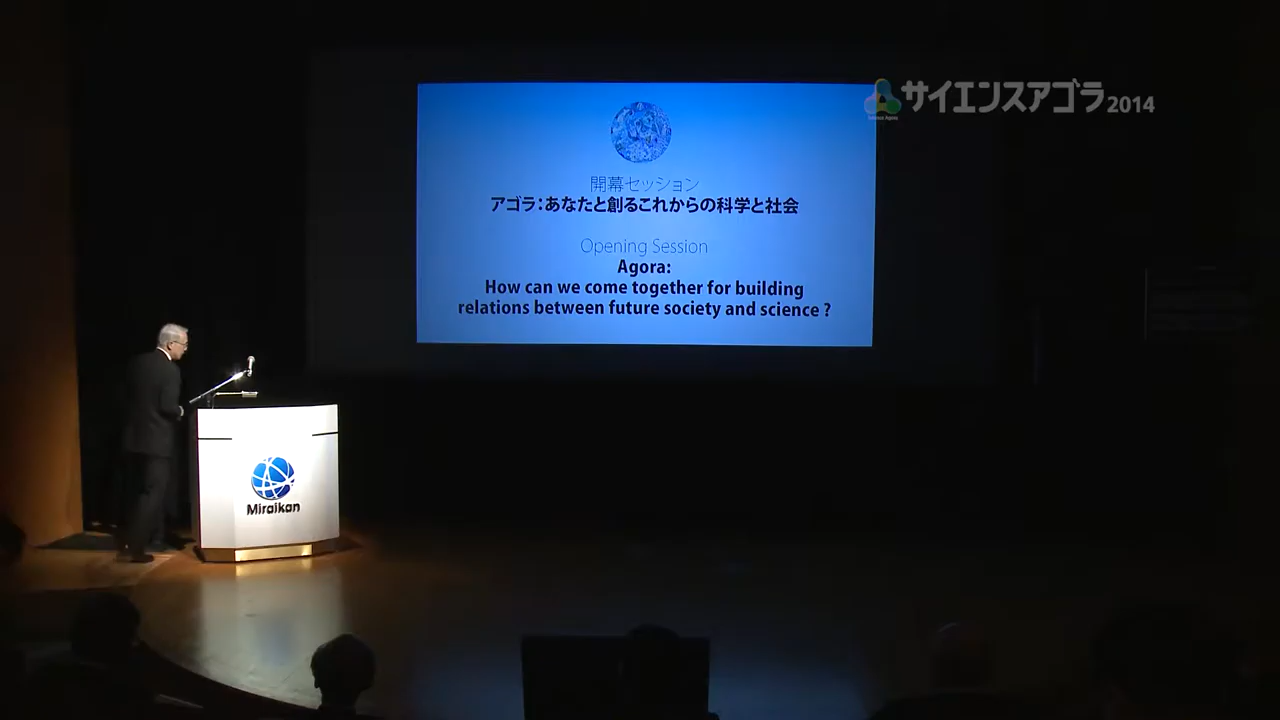 サイエンスアゴラ2014
Science Agora
開幕セッション
アゴラ：あなたと創るこれからの科学と社会
Opening Session
Agora:
How can we come together for building
relations between future society and science ?
Miraikan